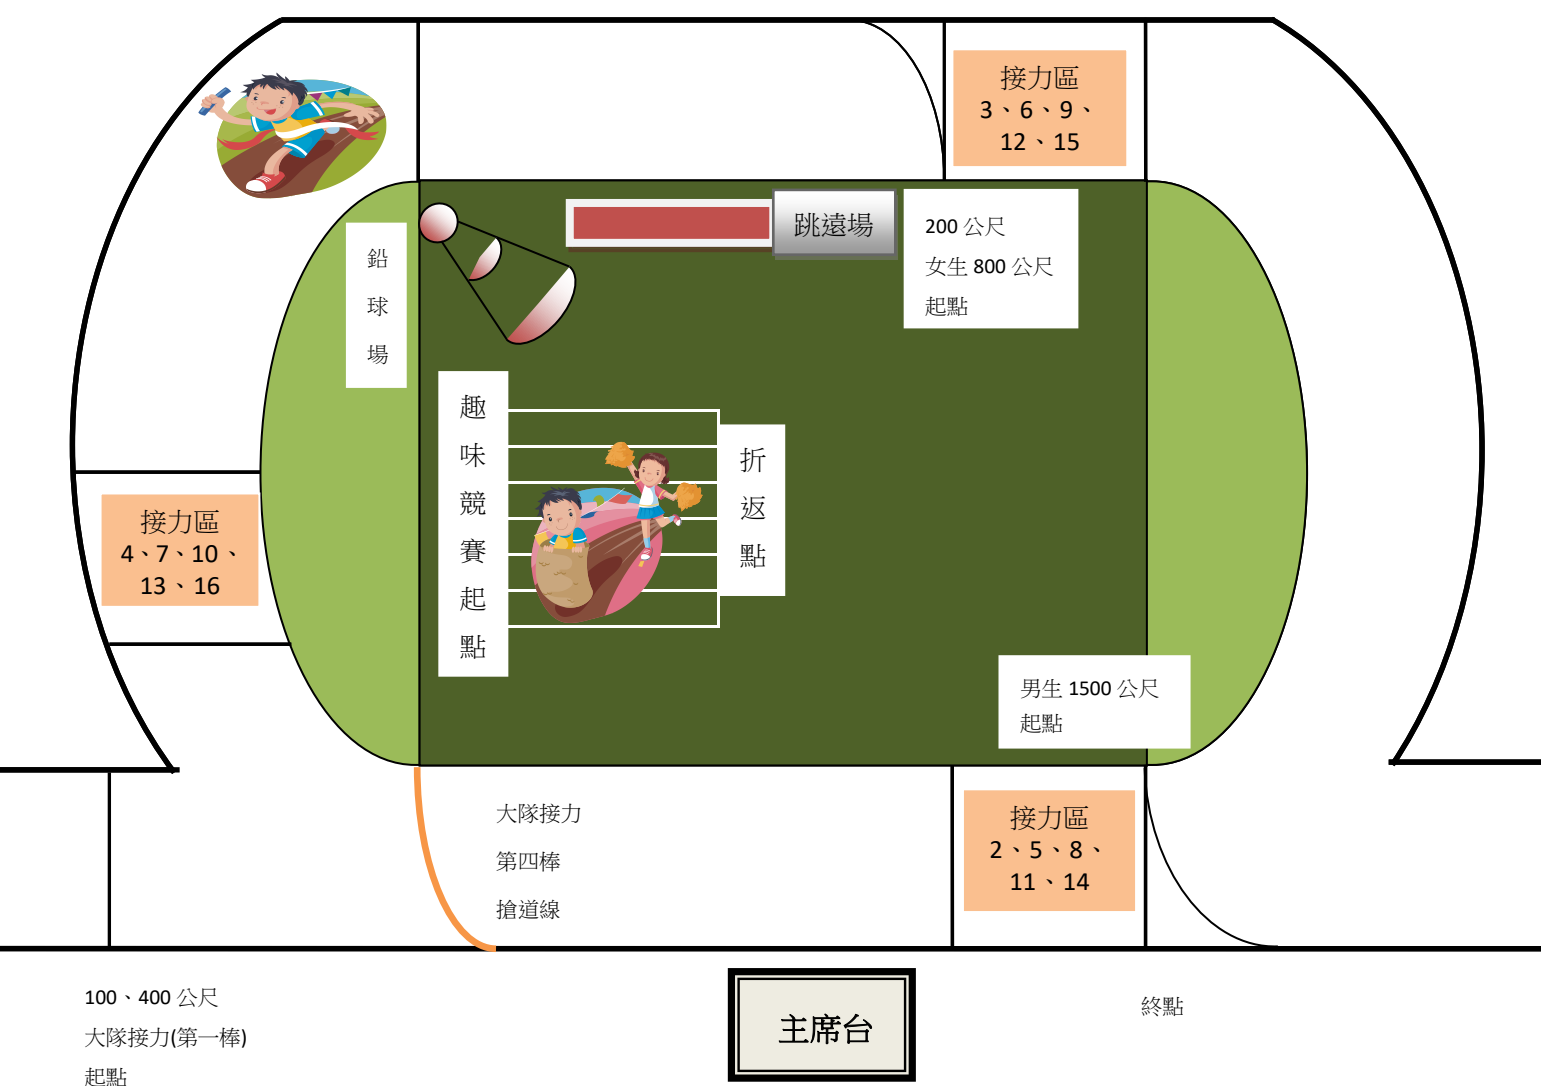 接力區
3、6、9、
12、15
跳遠場
200 公尺
女生 800 公尺
起點
鉛
球
場
趣
味
競
賽
起
點
折
返
點
接力區
4、7、10、
13、16
男生 1500 公尺
起點
大隊接力
第四棒
搶道線
接力區
2、5、8、
11、14
100、400 公尺
大隊接力(第一棒)
起點
主席台
終點